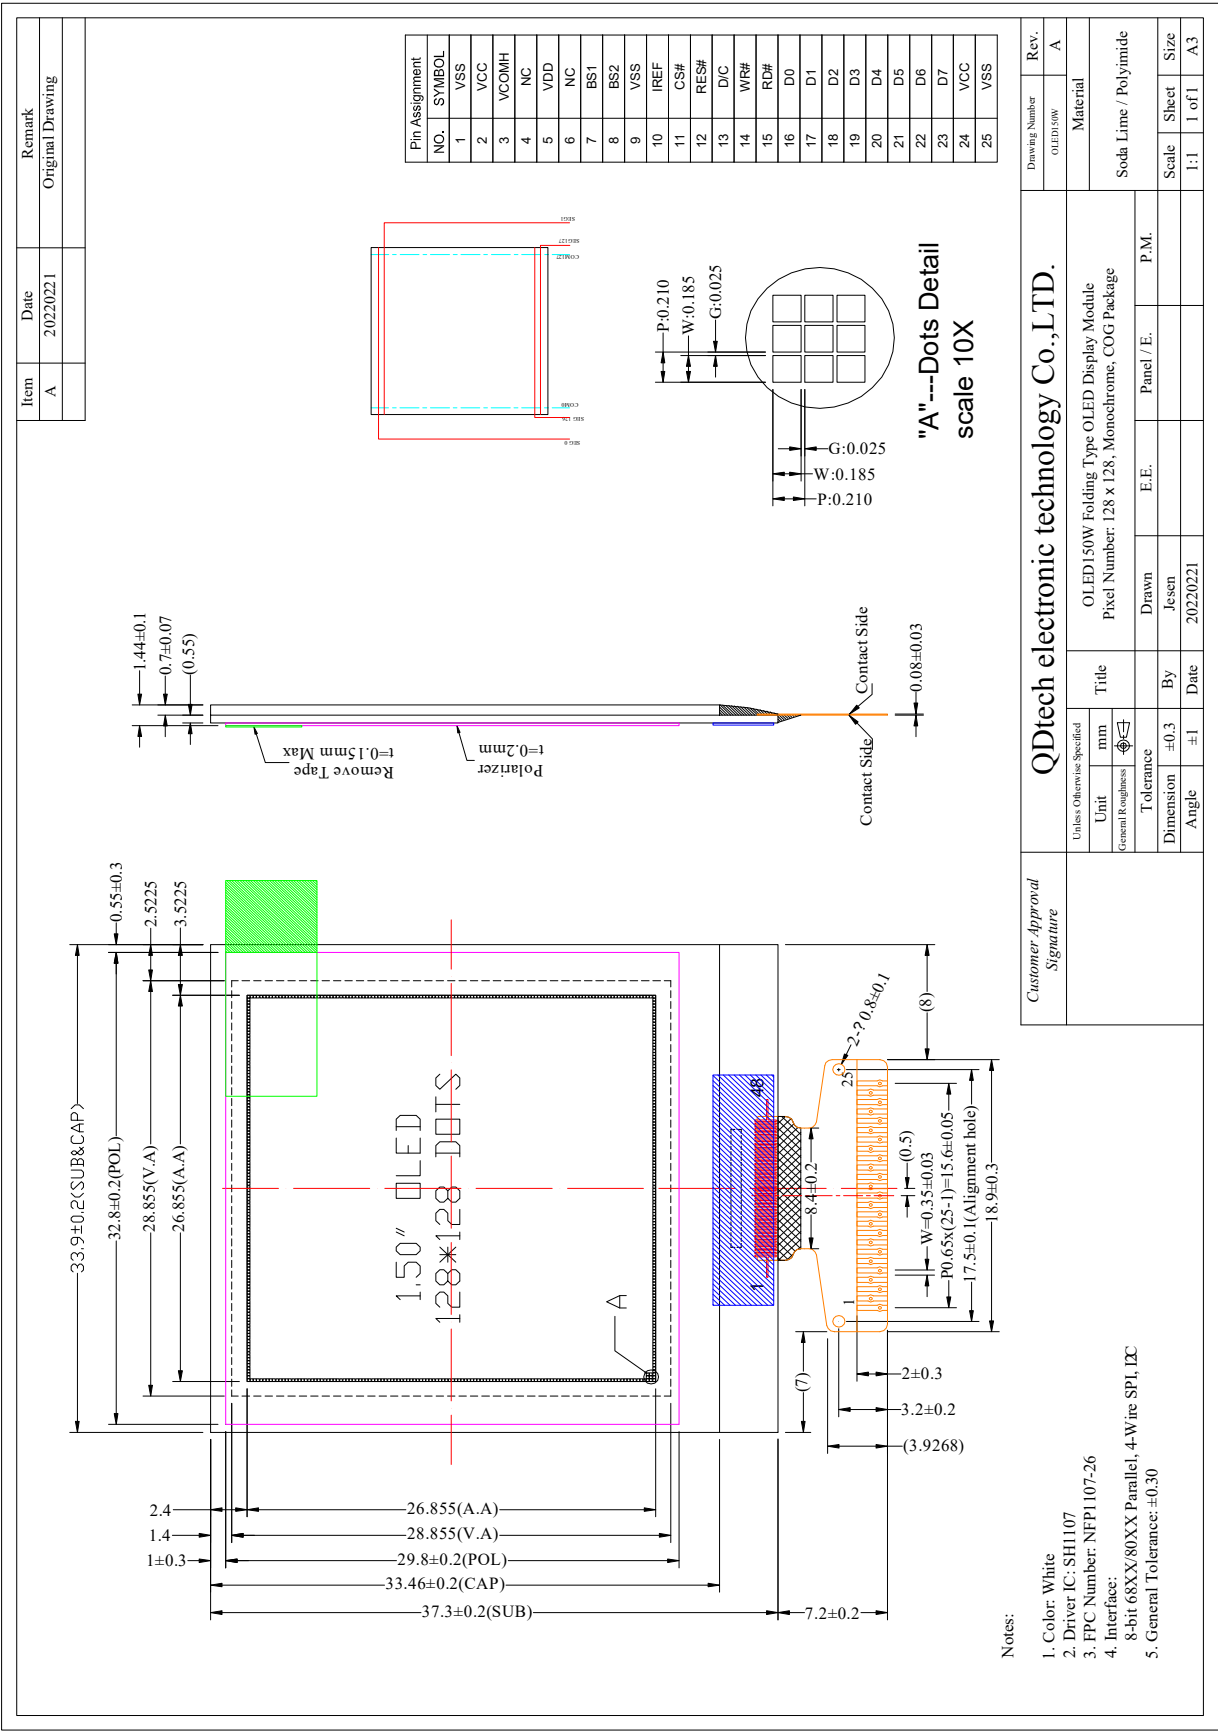 Item Date Remark
A 20220221 Original Drawing
33.9±0.2(SUB&CAP)
32.8±0.2(POL)
28.855(V.A)
26.855(A.A)
0.55±0.3
2.5225
3.5225
1.50" OLED
128*128 DOTS
A
2.4
1.4
1±0.3
26.855(A.A)
28.855(V.A)
29.8±0.2(POL)
33.46±0.2(CAP)
37.3±0.2(SUB)
7.2±0.2
1
48
8.4±0.2
(8)
2-?0.8±0.1
25
1
(7)
(0.5)
W=0.35±0.03
P0.65x(25-1)=15.6±0.05
17.5±0.1(Alignment hole)
18.9±0.3
2±0.3
3.2±0.2
(3.9268)
1.44±0.1
0.7±0.07
(0.55)
Remove Tape
t=0.15mm Max
Polarizer
t=0.2mm
Contact Side
Contact Side
0.08±0.03
SEG1
SEG127
COM127
COM0
SEG 126
SEG 0
P:0.210
W:0.185
G:0.025
G:0.025
W:0.185
P:0.210
"A"---Dots Detail
scale 10X
Pin Assignment
NO. SYMBOL
1 VSS
2 VCC
3 VCOMH
4 NC
5 VDD
6 NC
7 BS1
8 BS2
9 VSS
10 IREF
11 CS#
12 RES#
13 D/C
14 WR#
15 RD#
16 D0
17 D1
18 D2
19 D3
20 D4
21 D5
22 D6
23 D7
24 VCC
25 VSS
Notes:
1. Color: White
2. Driver IC: SH1107
3. FPC Number: NFP1107-26
4. Interface:
8-bit 68XX/80XX Parallel, 4-Wire SPI, I2C
5. General Tolerance: ±0.30
Customer Approval
Signature
QDtech electronic technology Co.,LTD.
Drawing Number Rev.
OLED150W A
Unless Otherwise Specified
Unit mm
General Roughness
Tolerance
Dimension ±0.3
Angle ±1
Title
OLED150W Folding Type OLED Display Module
Pixel Number: 128 x 128, Monochrome, COG Package
Material
Soda Lime / Polyimide
Drawn E.E. Panel / E. P.M.
By Jesen
Date 20220221
Scale Sheet Size
1:1 1 of 1 A3